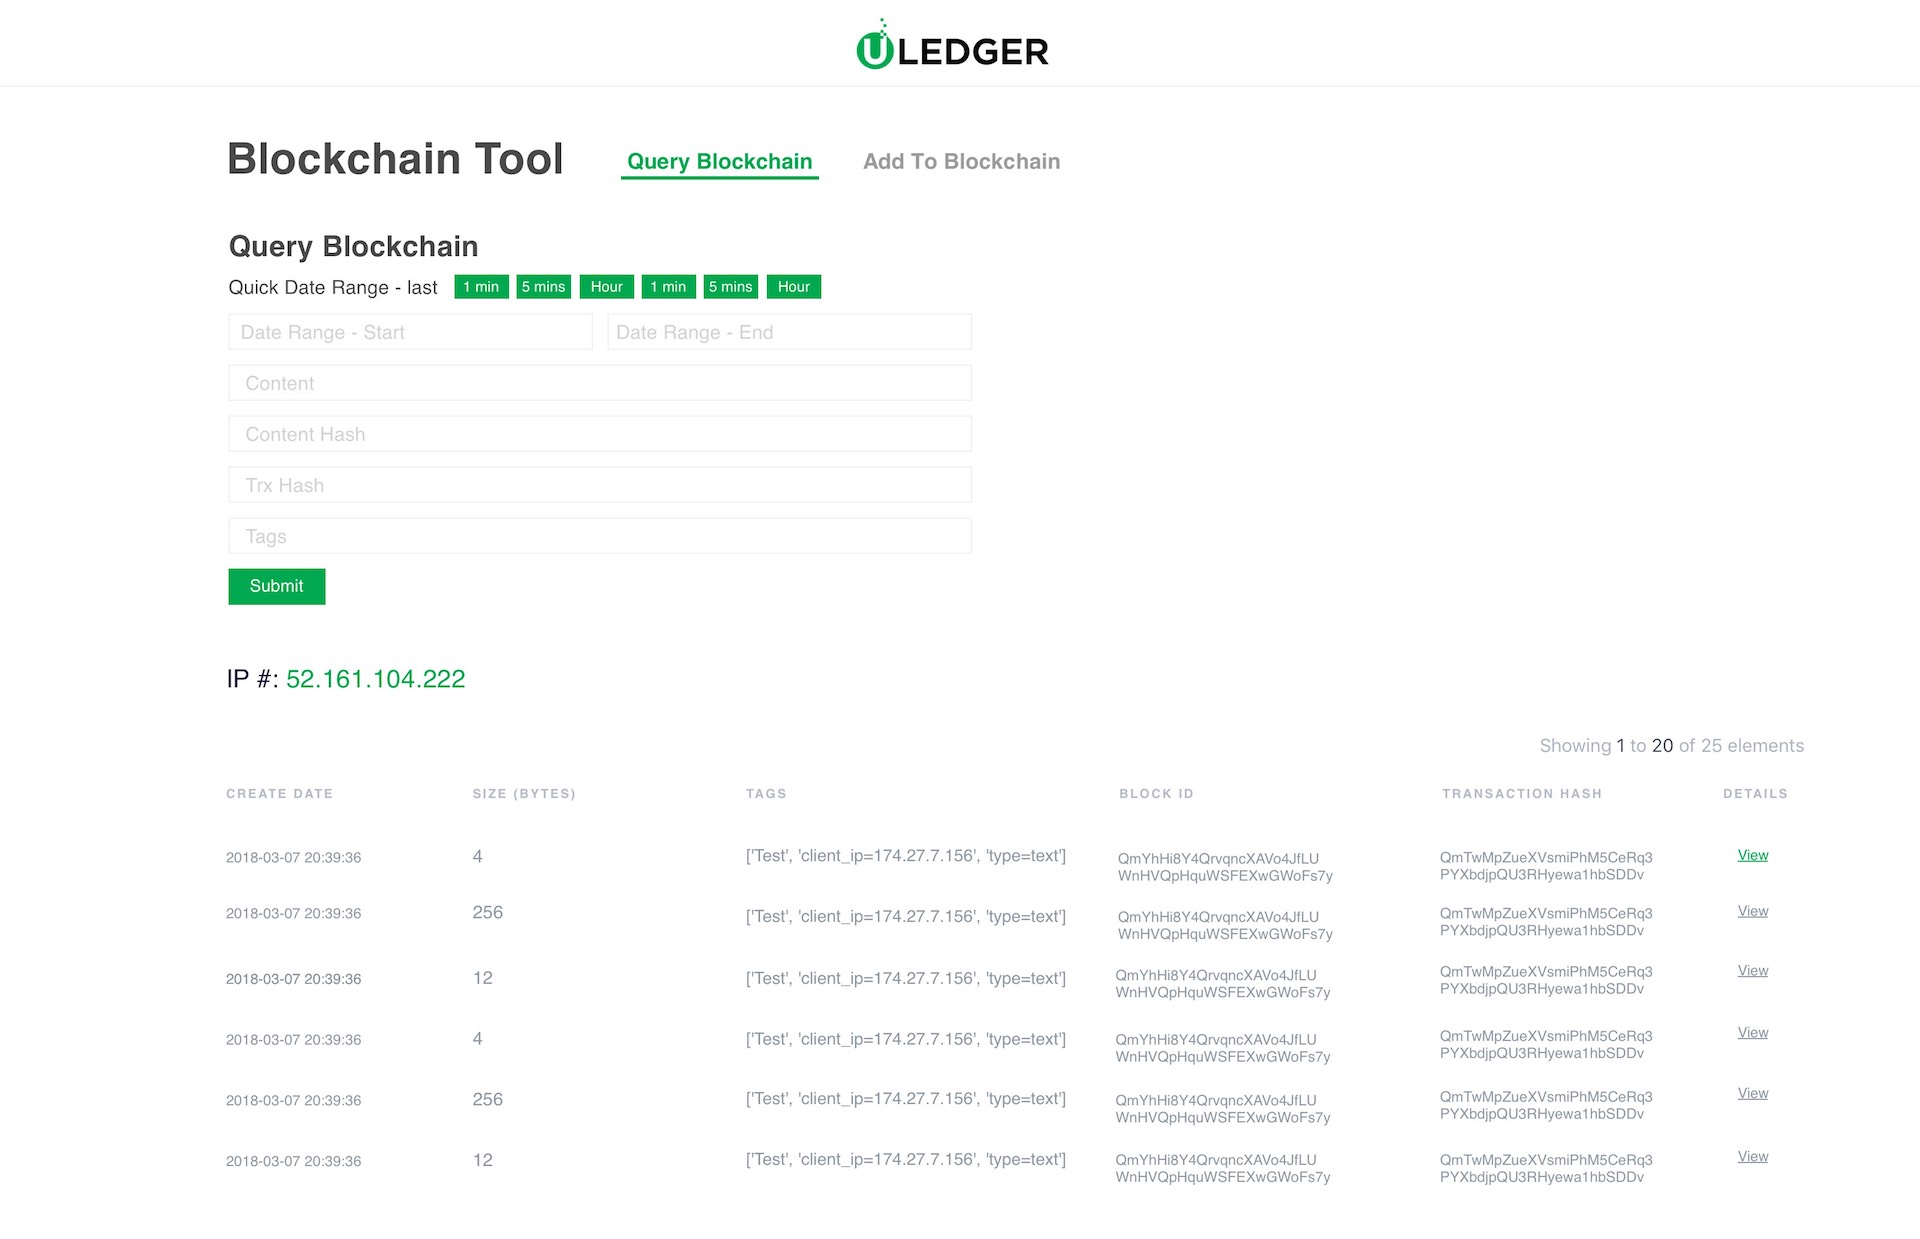 ULEDGER
Blockchain Tool Query Blockchain Add To Blockchain
Query Blockchain
Quick Date Range - last 1 min 5 mins Hour 1 min 5 mins Hour
Date Range - Start Date Range - End
Content
Content Hash
Trx Hash
Tags
Submit
IP #: 52.161.104.222
Showing 1 to 20 of 25 elements
CREATE DATE SIZE (BYTES) TAGS BLOCK ID TRANSACTION HASH DETAILS
2018-03-07 20:39:36 4 ['Test', 'client_ip=174.27.7.156', 'type=text'] QmYhHi8Y4QrvqncXAVo4JfLU QmTwMpZueXVsmiPhM5CeRq3 View
WnHVQpHquWSFEXwGWoFs7y PYXbdjpQU3RHyewa1hbSDDv
2018-03-07 20:39:36 256 ['Test', 'client_ip=174.27.7.156', 'type=text'] QmYhHi8Y4QrvqncXAVo4JfLU QmTwMpZueXVsmiPhM5CeRq3 View
WnHVQpHquWSFEXwGWoFs7y PYXbdjpQU3RHyewa1hbSDDv
2018-03-07 20:39:36 12 ['Test', 'client_ip=174.27.7.156', 'type=text'] QmYhHi8Y4QrvqncXAVo4JfLU QmTwMpZueXVsmiPhM5CeRq3 View
WnHVQpHquWSFEXwGWoFs7y PYXbdjpQU3RHyewa1hbSDDv
2018-03-07 20:39:36 4 ['Test', 'client_ip=174.27.7.156', 'type=text'] QmYhHi8Y4QrvqncXAVo4JfLU QmTwMpZueXVsmiPhM5CeRq3 View
WnHVQpHquWSFEXwGWoFs7y PYXbdjpQU3RHyewa1hbSDDv
2018-03-07 20:39:36 256 ['Test', 'client_ip=174.27.7.156', 'type=text'] QmYhHi8Y4QrvqncXAVo4JfLU QmTwMpZueXVsmiPhM5CeRq3 View
WnHVQpHquWSFEXwGWoFs7y PYXbdjpQU3RHyewa1hbSDDv
2018-03-07 20:39:36 12 ['Test', 'client_ip=174.27.7.156', 'type=text'] QmYhHi8Y4QrvqncXAVo4JfLU QmTwMpZueXVsmiPhM5CeRq3 View
WnHVQpHquWSFEXwGWoFs7y PYXbdjpQU3RHyewa1hbSDDv